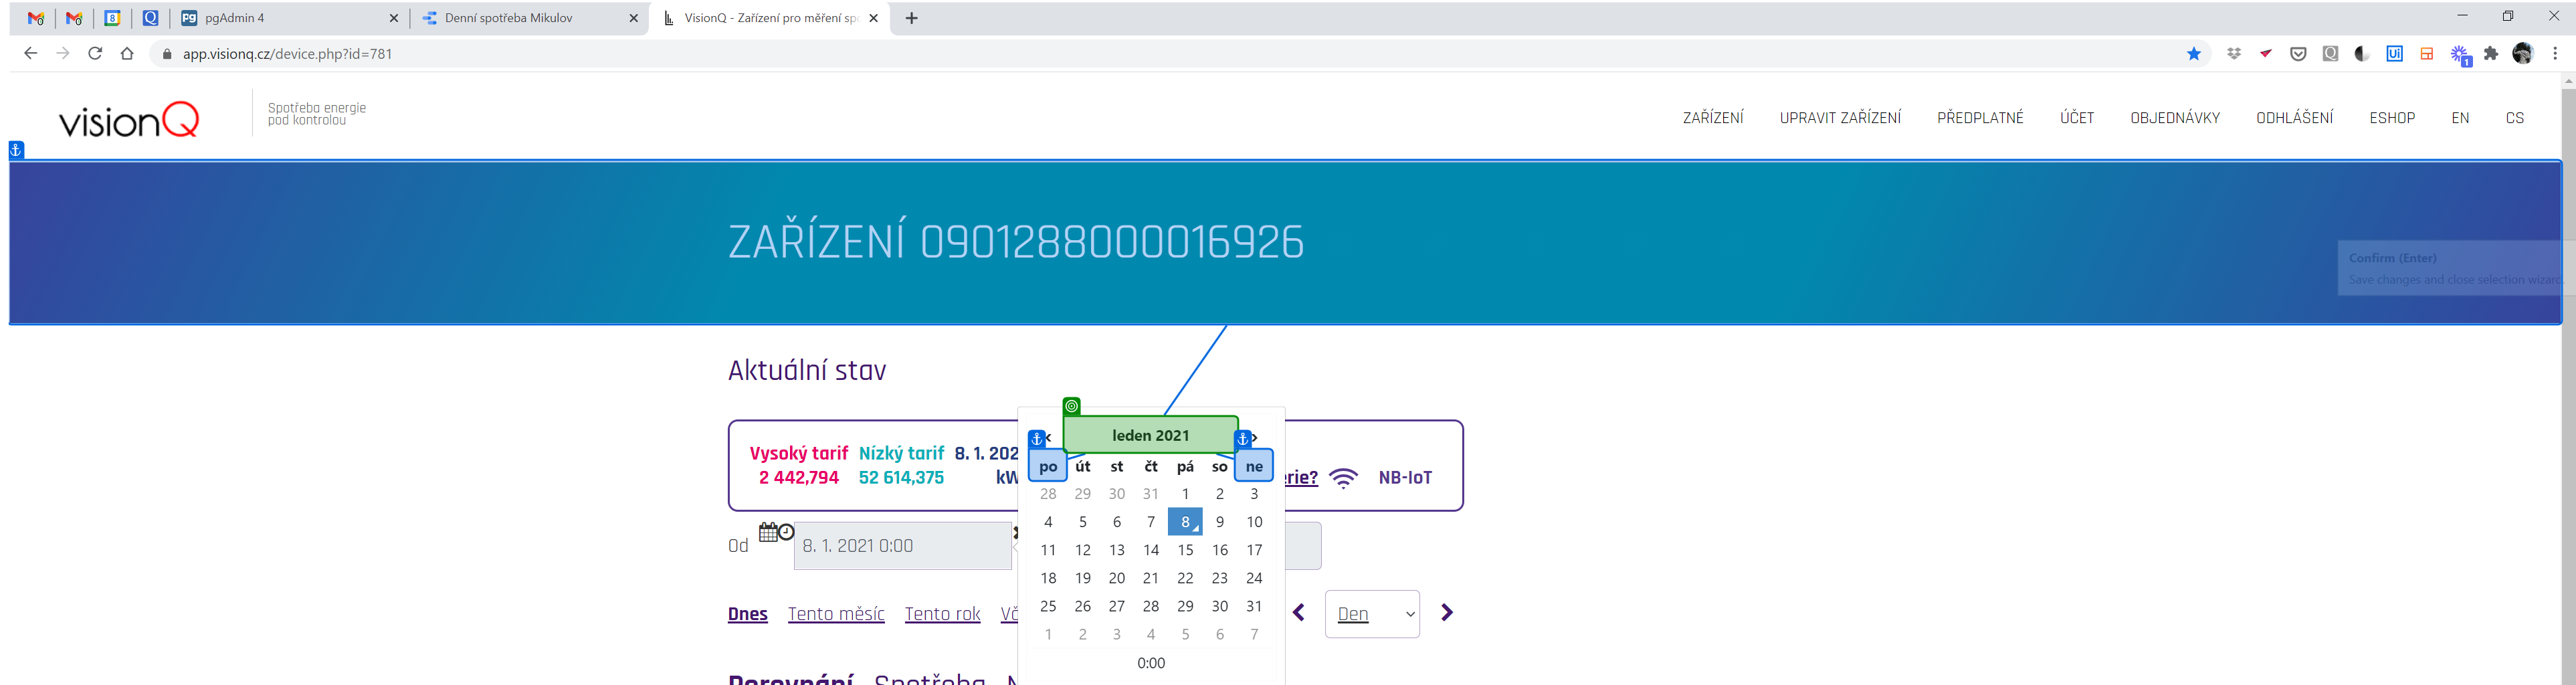 pgAdmin 4
Denní spotřeba Mikulov
VisionQ - Zařízení pro měření spo
app.visionq.cz/device.php?id=781
visionQ
Spotřeba energie
pod kontrolou
ZAŘÍZENÍ
UPRAVIT ZAŘÍZENÍ
PŘEDPLATNÉ
ÚČET
OBJEDNÁVKY
ODHLÁŠENÍ
ESHOP
EN
CS
ZAŘÍZENÍ 0901288000016926
Confirm (Enter)
Save changes and close selection wizard.
Aktuální stav
Vysoký tarif
2 442,794
Nízký tarif
52 614,375
8. 1. 202
kW
erie?
NB-IoT
leden 2021
po út st čt pá so ne
28 29 30 31 1 2 3
4 5 6 7 8 9 10
11 12 13 14 15 16 17
18 19 20 21 22 23 24
25 26 27 28 29 30 31
1 2 3 4 5 6 7
0:00
Od
8. 1. 2021 0:00
Dnes
Tento měsíc
Tento rok
Vč
Den
Porovnání
Spotřeba